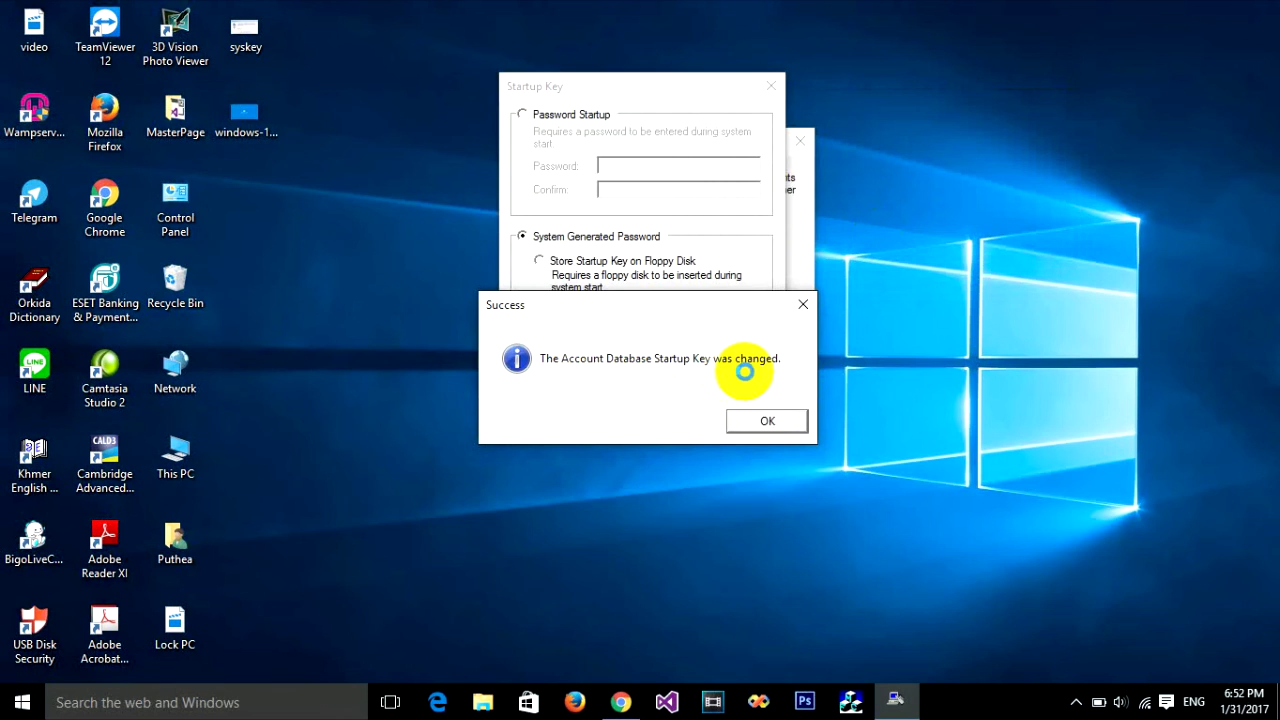 video
TeamViewer
12
3D Vision
Photo Viewer
syskey
Wampserv...
Mozilla
Firefox
MasterPage
windows-1...
Telegram
Google
Chrome
Control
Panel
Orkida
Dictionary
ESET Banking
& Payment...
Recycle Bin
LINE
LINE
Camtasia
Studio 2
Network
Khmer
English ...
CALD3
Cambridge
Advanced...
This PC
BigoLiveC...
Adobe
Reader XI
Puthea
USB Disk
Security
Adobe
Acrobat...
Lock PC
Startup Key
Password Startup
Requires a password to be entered during system
start
Password:
Confirm:
nts
er
System Generated Password
Store Startup Key on Floppy Disk
Requires a floppy disk to be inserted during
system start
Success
The Account Database Startup Key was changed.
OK
Search the web and Windows
Ps
ENG
6:52 PM
1/31/2017